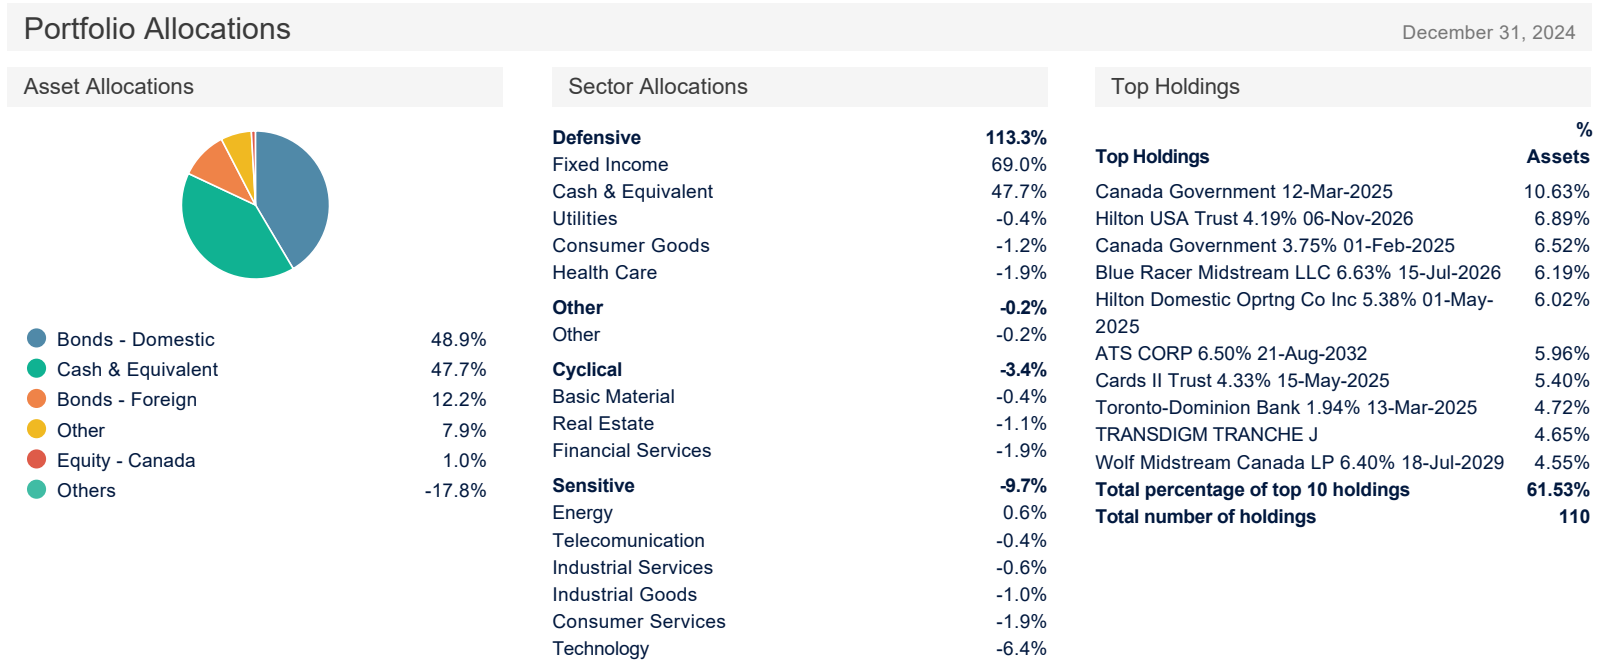 Portfolio Allocations
December 31, 2024
Asset Allocations
Bonds - Domestic 48.9%
Cash & Equivalent 47.7%
Bonds - Foreign 12.2%
Other 7.9%
Equity - Canada 1.0%
Others -17.8%
Sector Allocations
Defensive 113.3%
Fixed Income 69.0%
Cash & Equivalent 47.7%
Utilities -0.4%
Consumer Goods -1.2%
Health Care -1.9%
Other -0.2%
Other -0.2%
Cyclical -3.4%
Basic Material -0.4%
Real Estate -1.1%
Financial Services -1.9%
Sensitive -9.7%
Energy 0.6%
Telecomunication -0.4%
Industrial Services -0.6%
Industrial Goods -1.0%
Consumer Services -1.9%
Technology -6.4%
Top Holdings
%
Top Holdings Assets
Canada Government 12-Mar-2025 10.63%
Hilton USA Trust 4.19% 06-Nov-2026 6.89%
Canada Government 3.75% 01-Feb-2025 6.52%
Blue Racer Midstream LLC 6.63% 15-Jul-2026 6.19%
Hilton Domestic Oprtng Co Inc 5.38% 01-May- 6.02%
2025
ATS CORP 6.50% 21-Aug-2032 5.96%
Cards II Trust 4.33% 15-May-2025 5.40%
Toronto-Dominion Bank 1.94% 13-Mar-2025 4.72%
TRANSDIGM TRANCHE J 4.65%
Wolf Midstream Canada LP 6.40% 18-Jul-2029 4.55%
Total percentage of top 10 holdings 61.53%
Total number of holdings 110